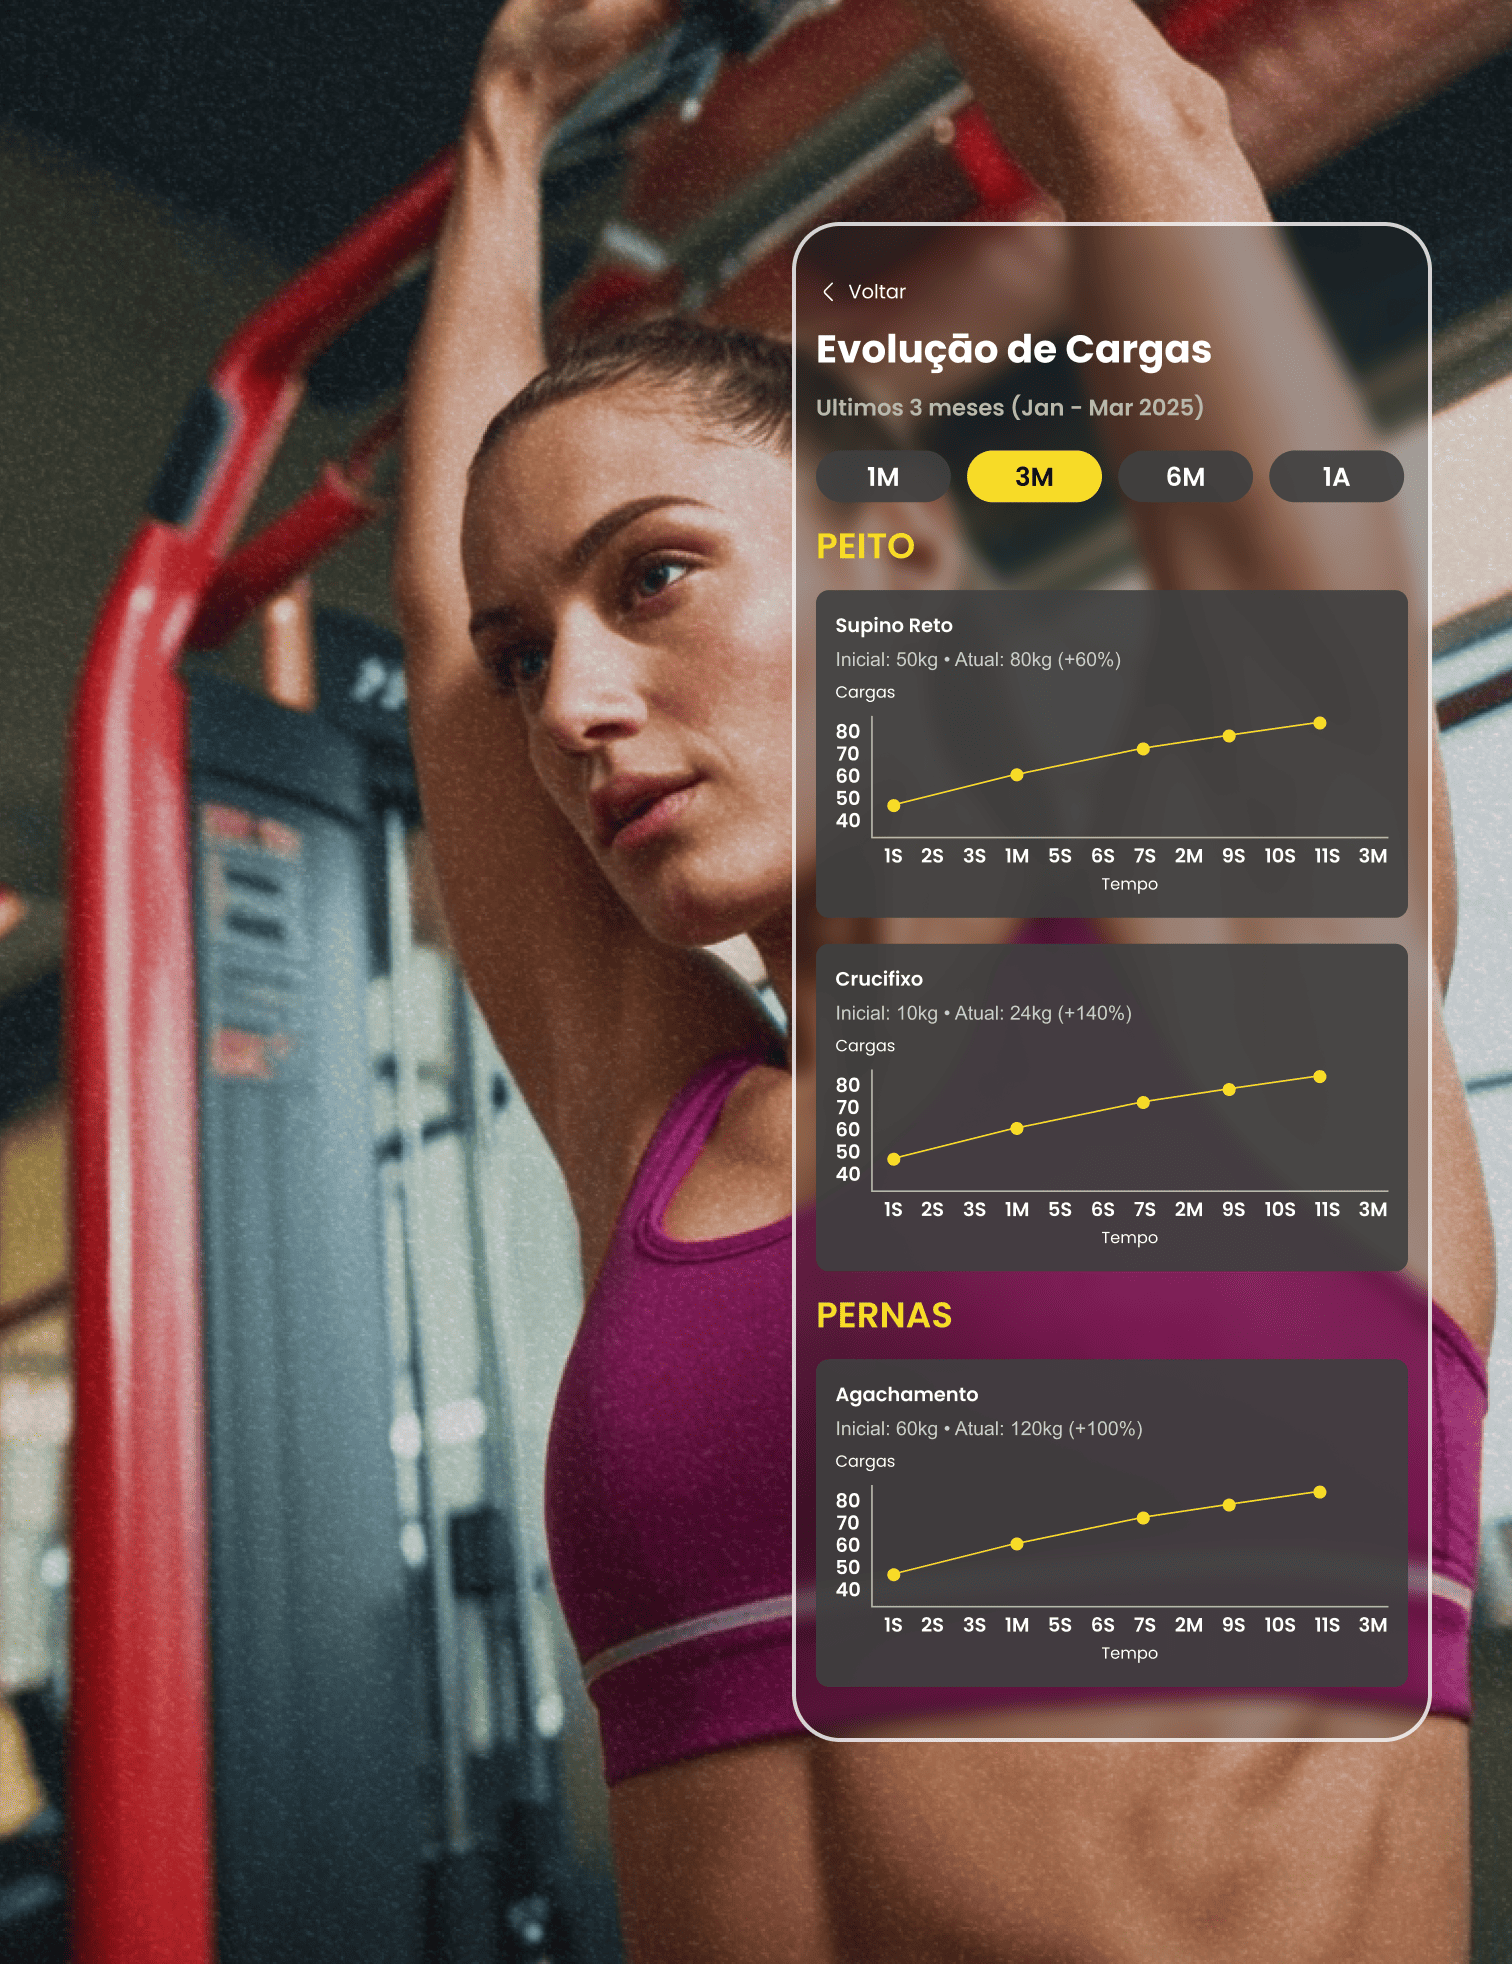 Voltar
Evolução de Cargas
Ultimos 3 meses (Jan - Mar 2025)
1M 3M 6M 1A
PEITO
Supino Reto
Inicial: 50kg • Atual: 80kg (+60%)
Cargas
80
70
60
50
40
1S 2S 3S 1M 5S 6S 7S 2M 9S 10S 11S 3M
Tempo
Crucifixo
Inicial: 10kg • Atual: 24kg (+140%)
Cargas
80
70
60
50
40
1S 2S 3S 1M 5S 6S 7S 2M 9S 10S 11S 3M
Tempo
PERNAS
Agachamento
Inicial: 60kg • Atual: 120kg (+100%)
Cargas
80
70
60
50
40
1S 2S 3S 1M 5S 6S 7S 2M 9S 10S 11S 3M
Tempo